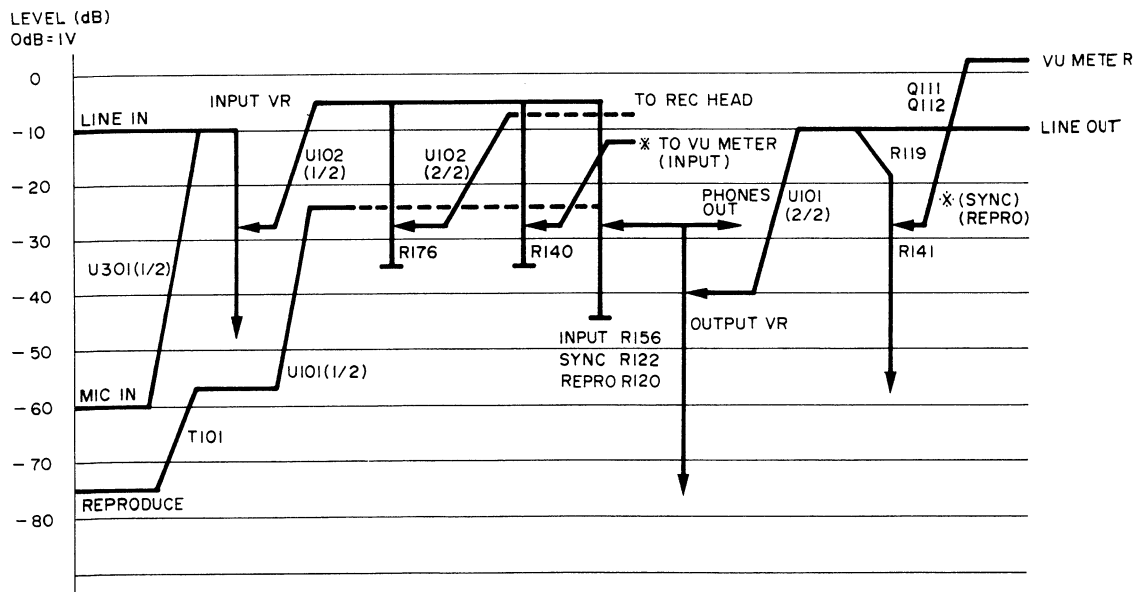 LEVEL (dB)
0dB=1V
0
-10
-20
-30
-40
-50
-60
-70
-80
LINE IN
MIC IN
REPRODUCE
INPUT VR
U301(1/2)
T101
U101(1/2)
U102
(1/2)
R176
U102
(2/2)
R140
TO REC HEAD
※ TO VU METER
(INPUT)
PHONES
OUT
INPUT R156
SYNC R122
REPRO R120
OUTPUT VR
U101
(2/2)
R119
R141
Q111
Q112
※ (SYNC)
(REPRO)
VU METER
LINE OUT